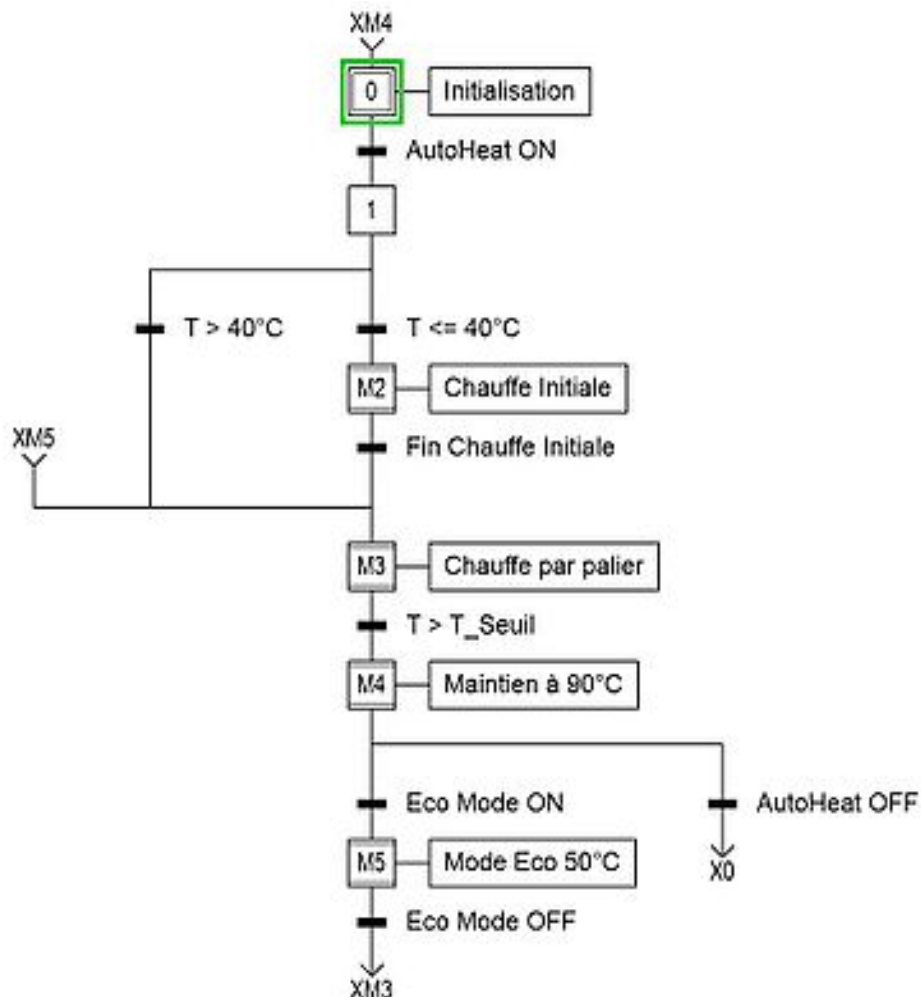 XM4
0 Initialisation
AutoHeat ON
1
T > 40°C T <= 40°C
M2 Chauffe Initiale
XM5 Fin Chauffe Initiale
M3 Chauffe par palier
T > T_Seuil
M4 Maintien à 90°C
Eco Mode ON AutoHeat OFF
M5 Mode Eco 50°C X0
Eco Mode OFF
XM3